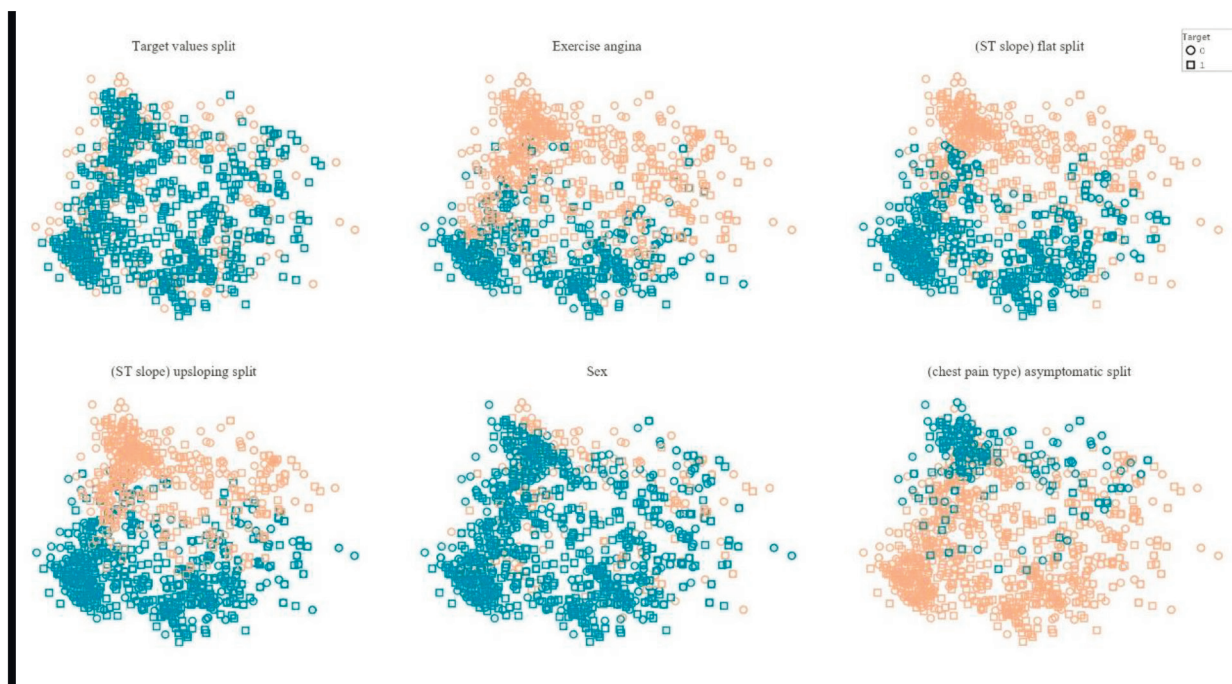 Target values split
Exercise angina
(ST slope) flat split
Target
0
1
(ST slope) upsloping split
Sex
(chest pain type) asymptomatic split